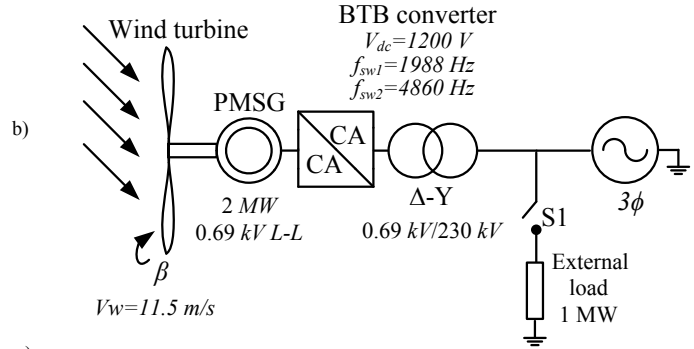 BTB converter
Wind turbine
V_dc=1200 V
f_sw1=1988 Hz
f_sw2=4860 Hz
PMSG
b)
CA
CA
Δ-Y
3ϕ
2 MW
0.69 kV L-L
0.69 kV/230 kV
S1
β
External
load
1 MW
Vw=11.5 m/s